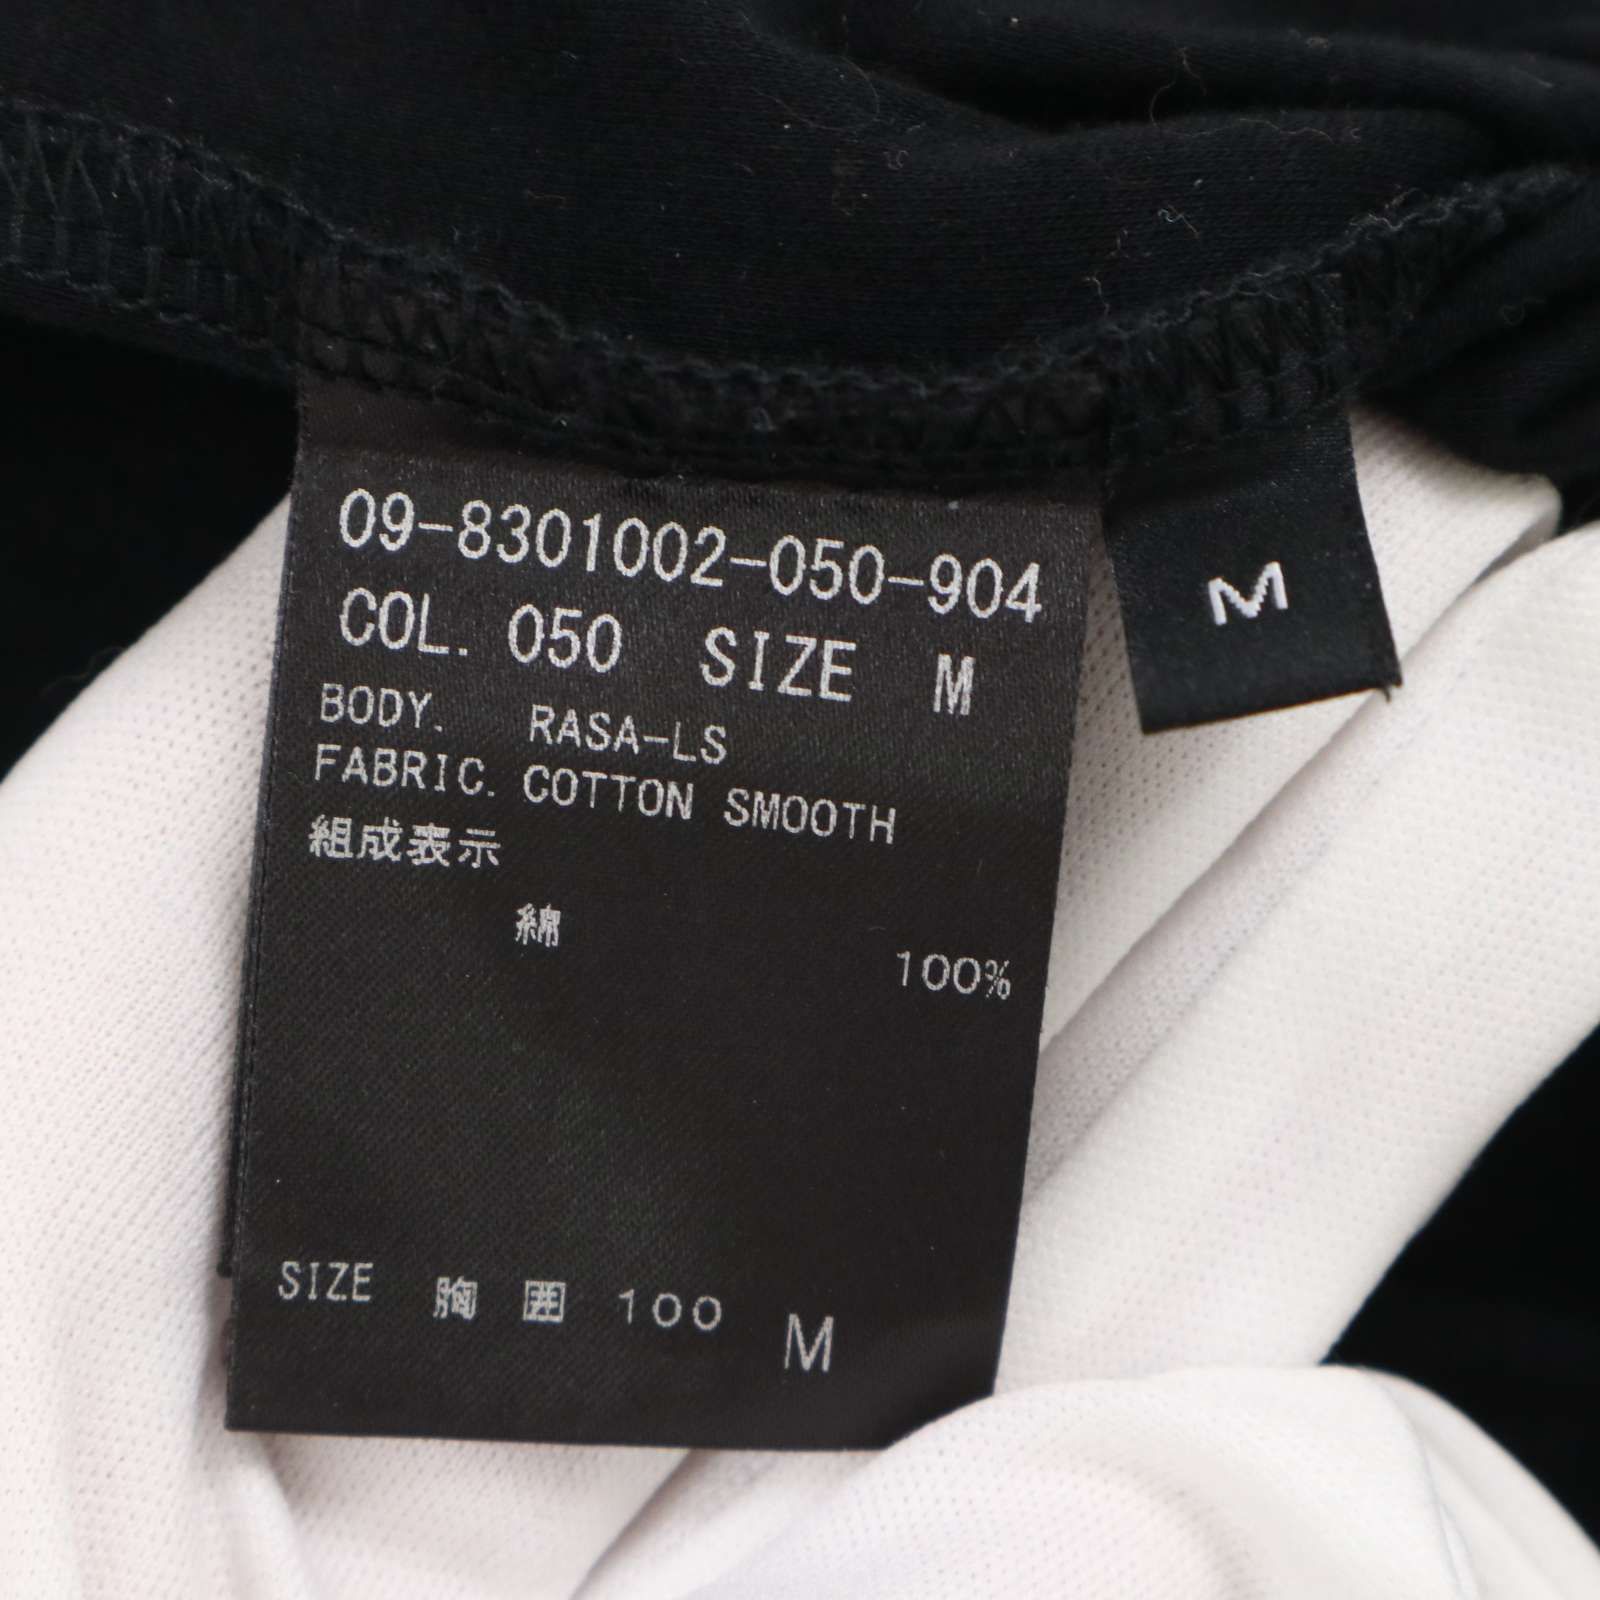 09-8301002-050-904
COL. 050 SIZE M
BODY. RASA-LS
FABRIC. COTTON SMOOTH
組成表示
綿 100%
SIZE 胸 囲 100 M
M